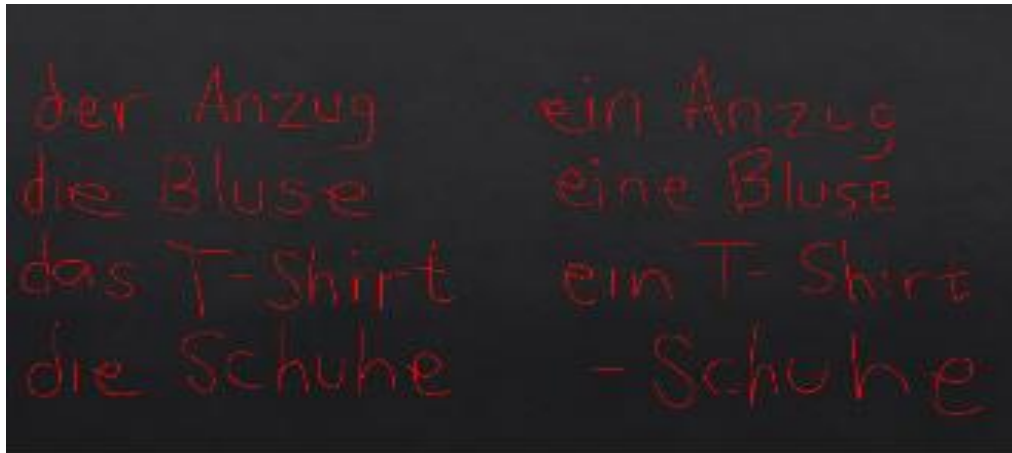 der Anzug ein Anzug
die Bluse eine Bluse
das T-Shirt ein T-Shirt
die Schuhe - Schuhe